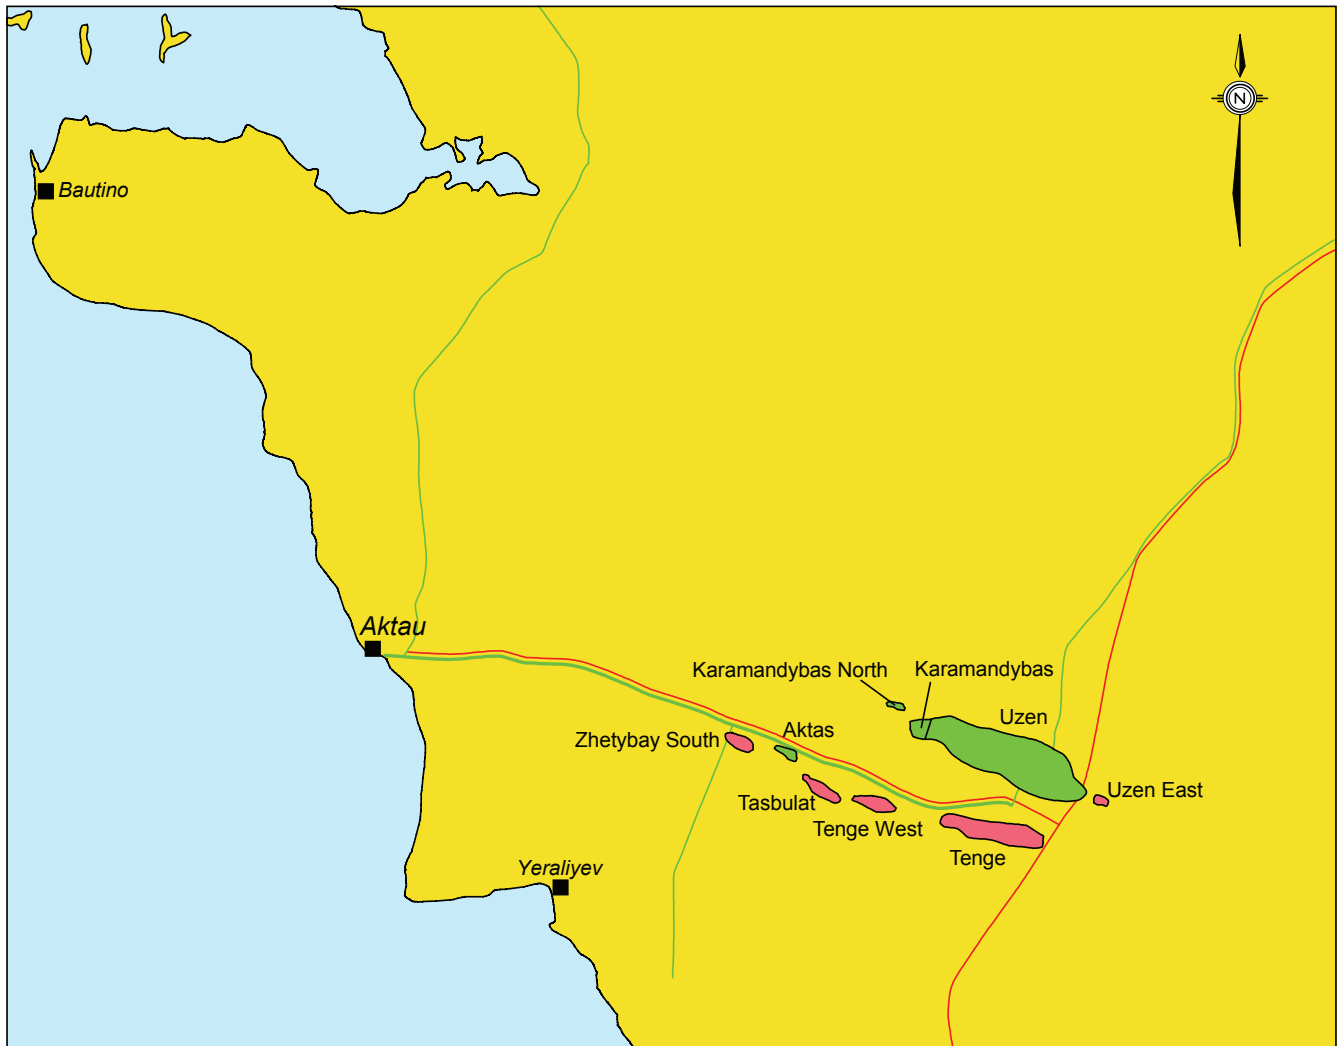 N
Bautino
Aktau
Karamandybas North
Karamandybas
Uzen
Zhetybay South
Aktas
Uzen East
Tasbulat
Tenge West
Tenge
Yeraliyev